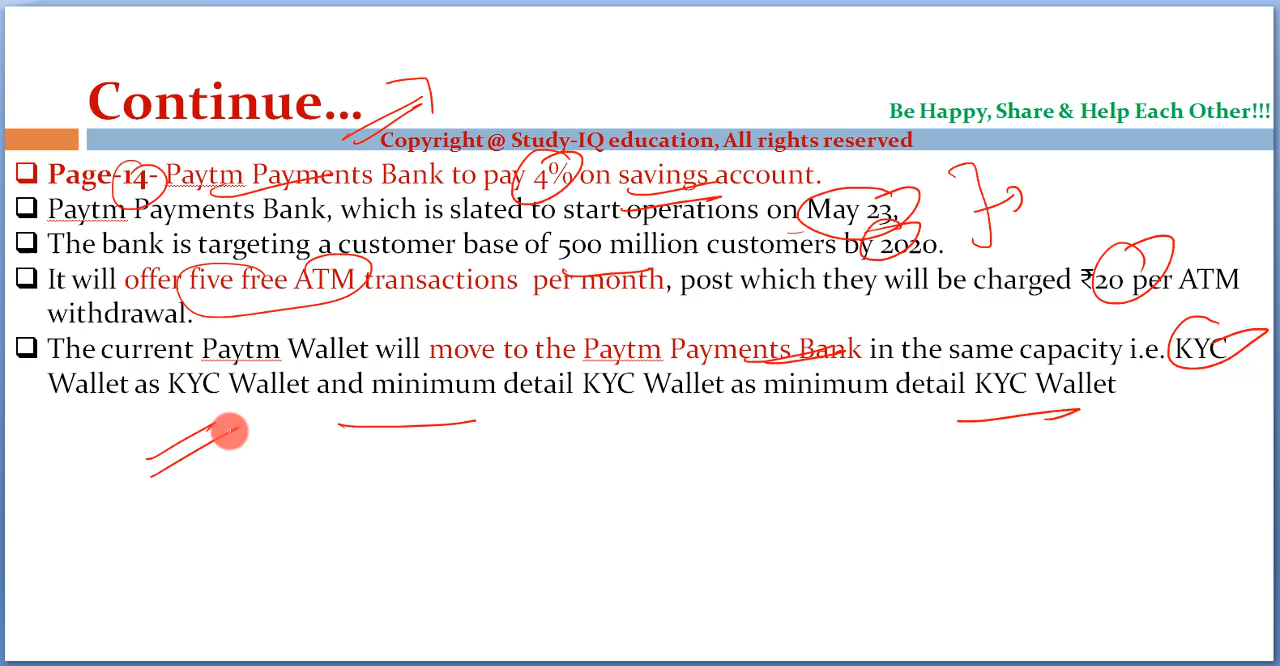 Continue...
Be Happy, Share & Help Each Other!!!
Copyright @ Study-IQ education, All rights reserved
Page-14- Paytm Payments Bank to pay 4% on savings account.
Paytm Payments Bank, which is slated to start operations on May 23,
The bank is targeting a customer base of 500 million customers by 2020.
It will offer five free ATM transactions per month, post which they will be charged ₹20 per ATM
withdrawal.
The current Paytm Wallet will move to the Paytm Payments Bank in the same capacity i.e. KYC
Wallet as KYC Wallet and minimum detail KYC Wallet as minimum detail KYC Wallet